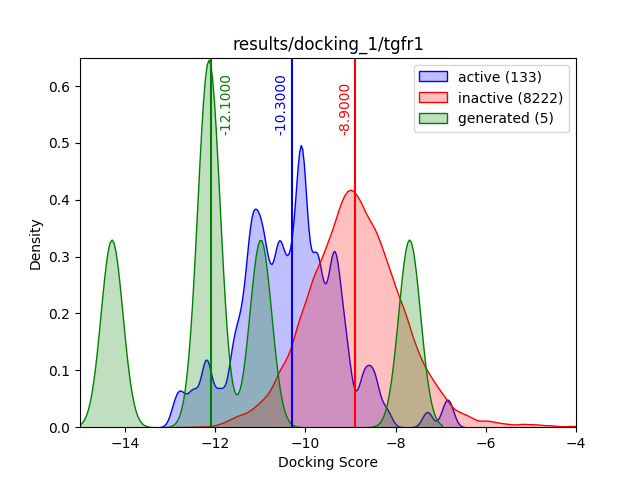 results/docking_1/tgfr1
active (133)
inactive (8222)
generated (5)
-12.1000
-10.3000
-8.9000
Density
0.6
0.5
0.4
0.3
0.2
0.1
0.0
−14
−12
−10
−8
−6
−4
Docking Score